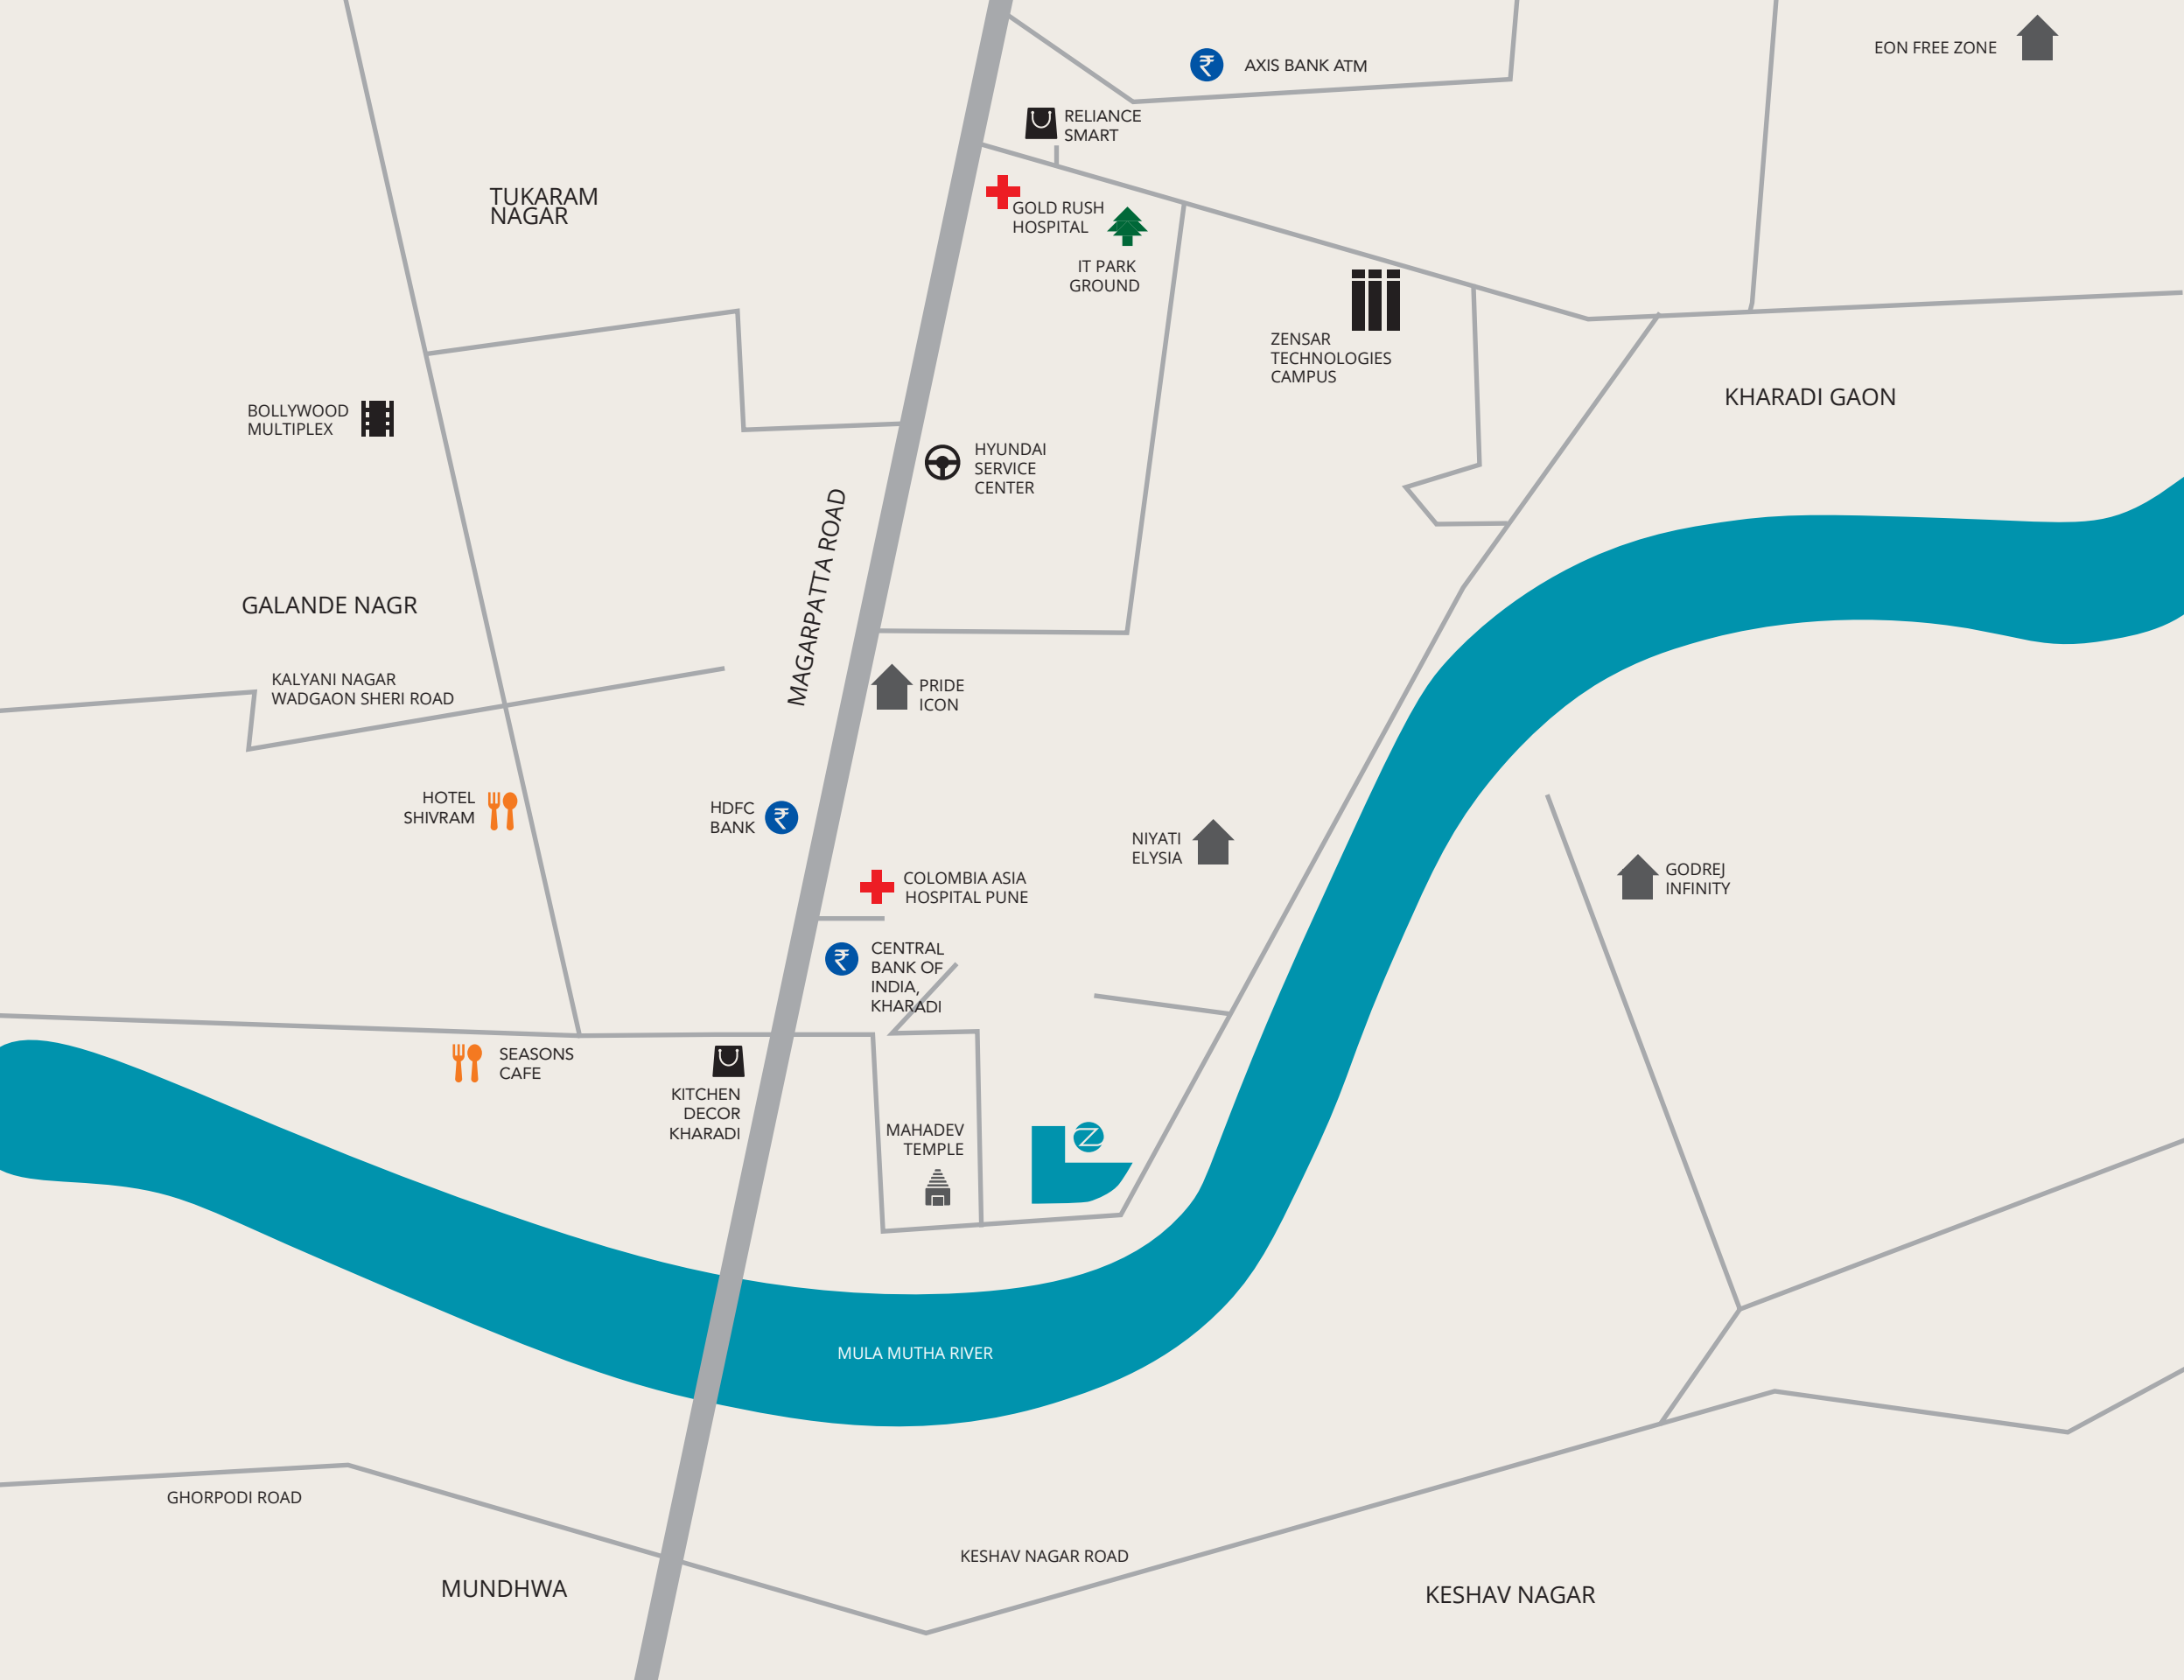 EON FREE ZONE
AXIS BANK ATM
RELIANCE
SMART
TUKARAM
NAGAR
GOLD RUSH
HOSPITAL
IT PARK
GROUND
ZENSAR
TECHNOLOGIES
CAMPUS
KHARADI GAON
BOLLYWOOD
MULTIPLEX
HYUNDAI
SERVICE
CENTER
MAGARPATTA ROAD
GALANDE NAGR
KALYANI NAGAR
WADGAON SHERI ROAD
PRIDE
ICON
HOTEL
SHIVRAM
HDFC
BANK
NIYATI
ELYSIA
GODREJ
INFINITY
COLOMBIA ASIA
HOSPITAL PUNE
CENTRAL
BANK OF
INDIA,
KHARADI
SEASONS
CAFE
KITCHEN
DECOR
KHARADI
MAHADEV
TEMPLE
Z
MULA MUTHA RIVER
GHORPODI ROAD
KESHAV NAGAR ROAD
MUNDHWA
KESHAV NAGAR